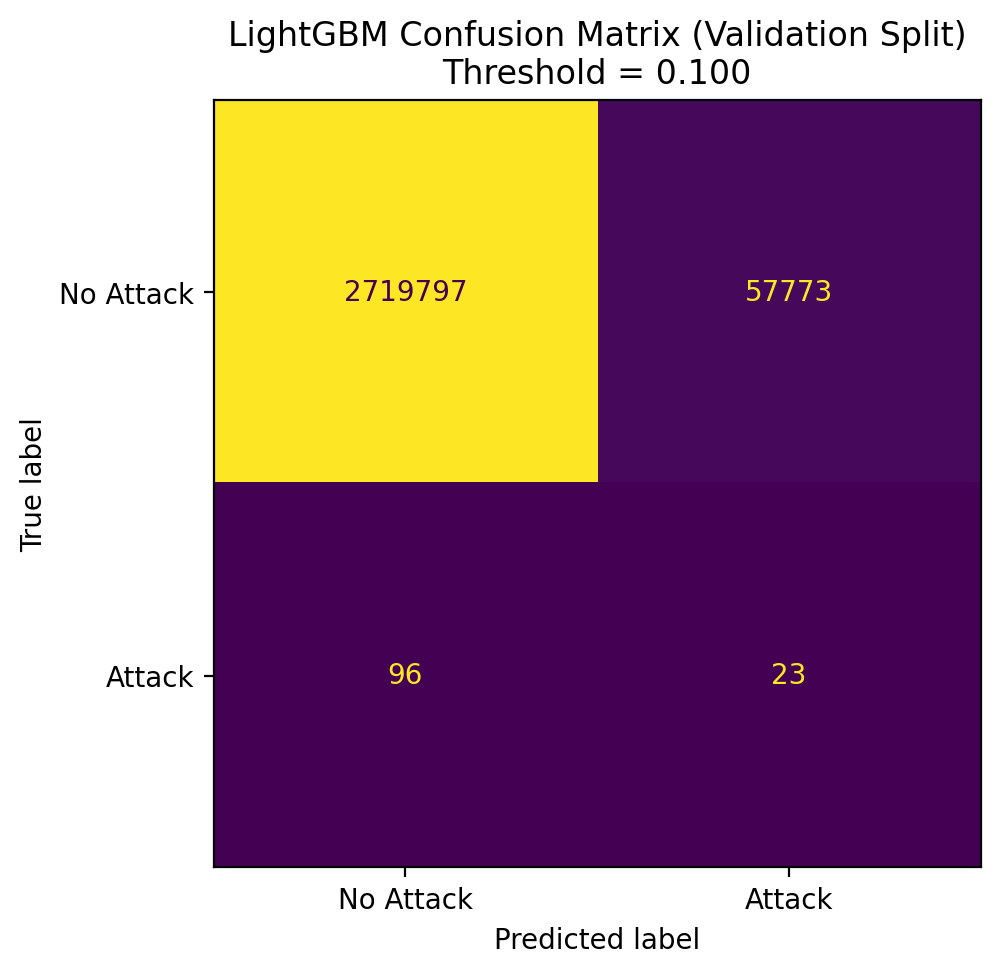 LightGBM Confusion Matrix (Validation Split)
Threshold = 0.100
True label
No Attack
2719797
57773
Attack
96
23
No Attack
Attack
Predicted label